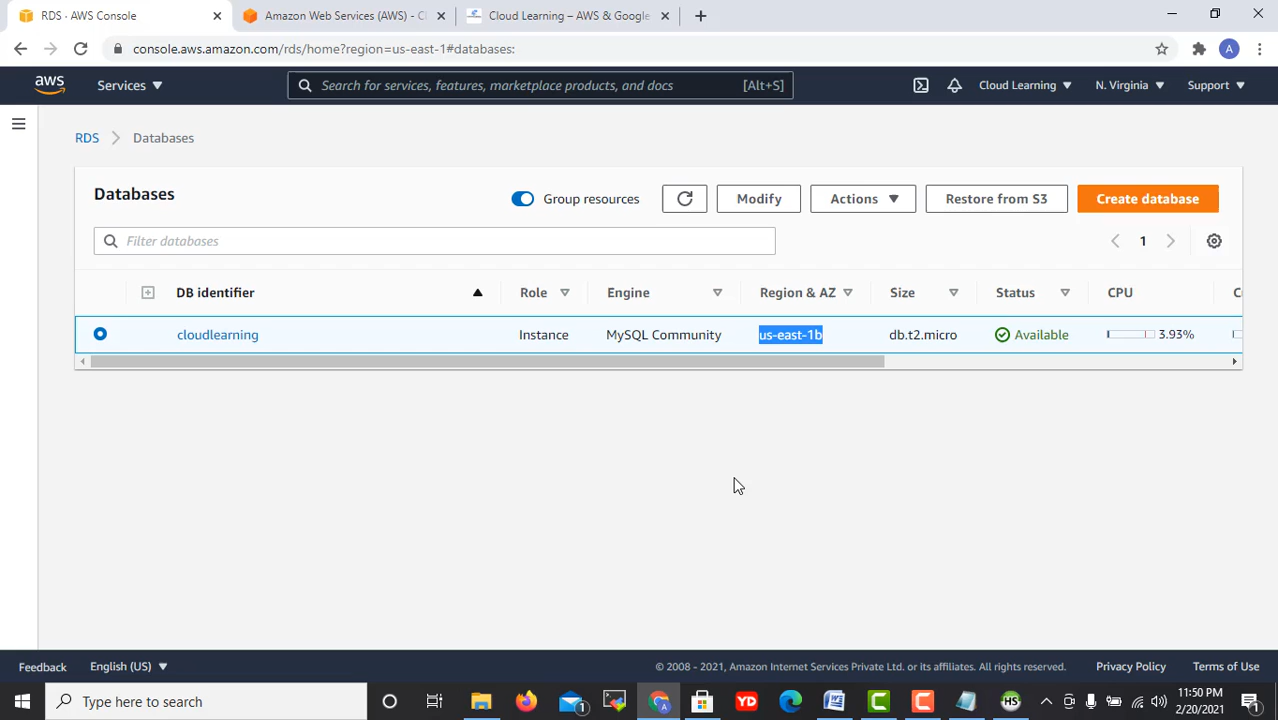 RDS - AWS Console
Amazon Web Services (AWS) - Cl
Cloud Learning – AWS & Google
console.aws.amazon.com/rds/home?region=us-east-1#databases:
A
aws
Services
Search for services, features, marketplace products, and docs
[Alt+S]
Cloud Learning
N. Virginia
Support
RDS
Databases
Databases
Group resources
Modify
Actions
Restore from S3
Create database
Filter databases
1
DB identifier
Role
Engine
Region & AZ
Size
Status
CPU
C
cloudlearning
Instance
MySQL Community
us-east-1b
db.t2.micro
Available
3.93%
Feedback
English (US)
© 2008 - 2021, Amazon Internet Services Private Ltd. or its affiliates. All rights reserved.
Privacy Policy
Terms of Use
Type here to search
1
A
YD
W
C
C
HS
11:50 PM
2/20/2021
1